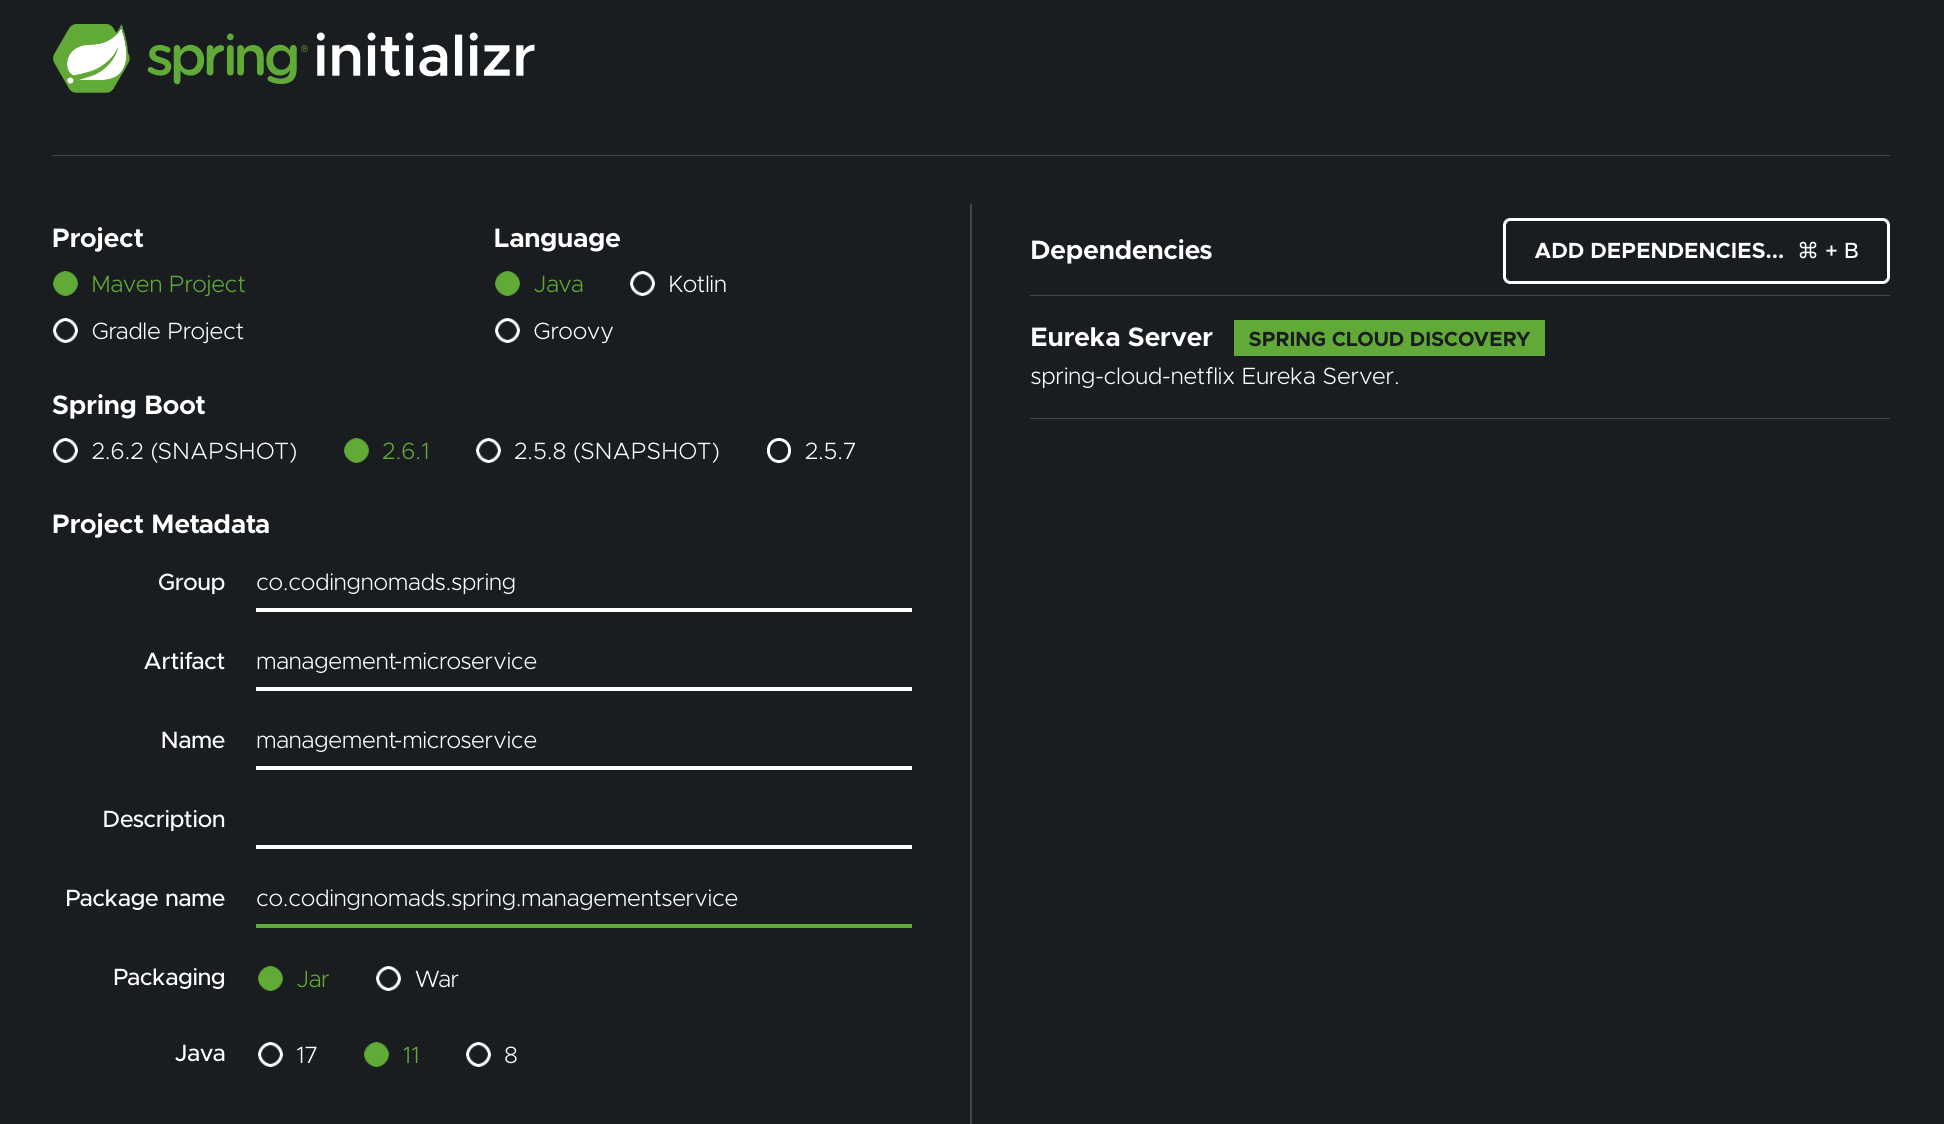 spring initializr
Project
Maven Project
Gradle Project
Language
Java Kotlin
Groovy
Spring Boot
2.6.2 (SNAPSHOT) 2.6.1 2.5.8 (SNAPSHOT) 2.5.7
Project Metadata
Group co.codingnomads.spring
Artifact management-microservice
Name management-microservice
Description
Package name co.codingnomads.spring.managementservice
Packaging Jar War
Java 17 11 8
Dependencies
ADD DEPENDENCIES... ⌘ + B
Eureka Server SPRING CLOUD DISCOVERY
spring-cloud-netflix Eureka Server.